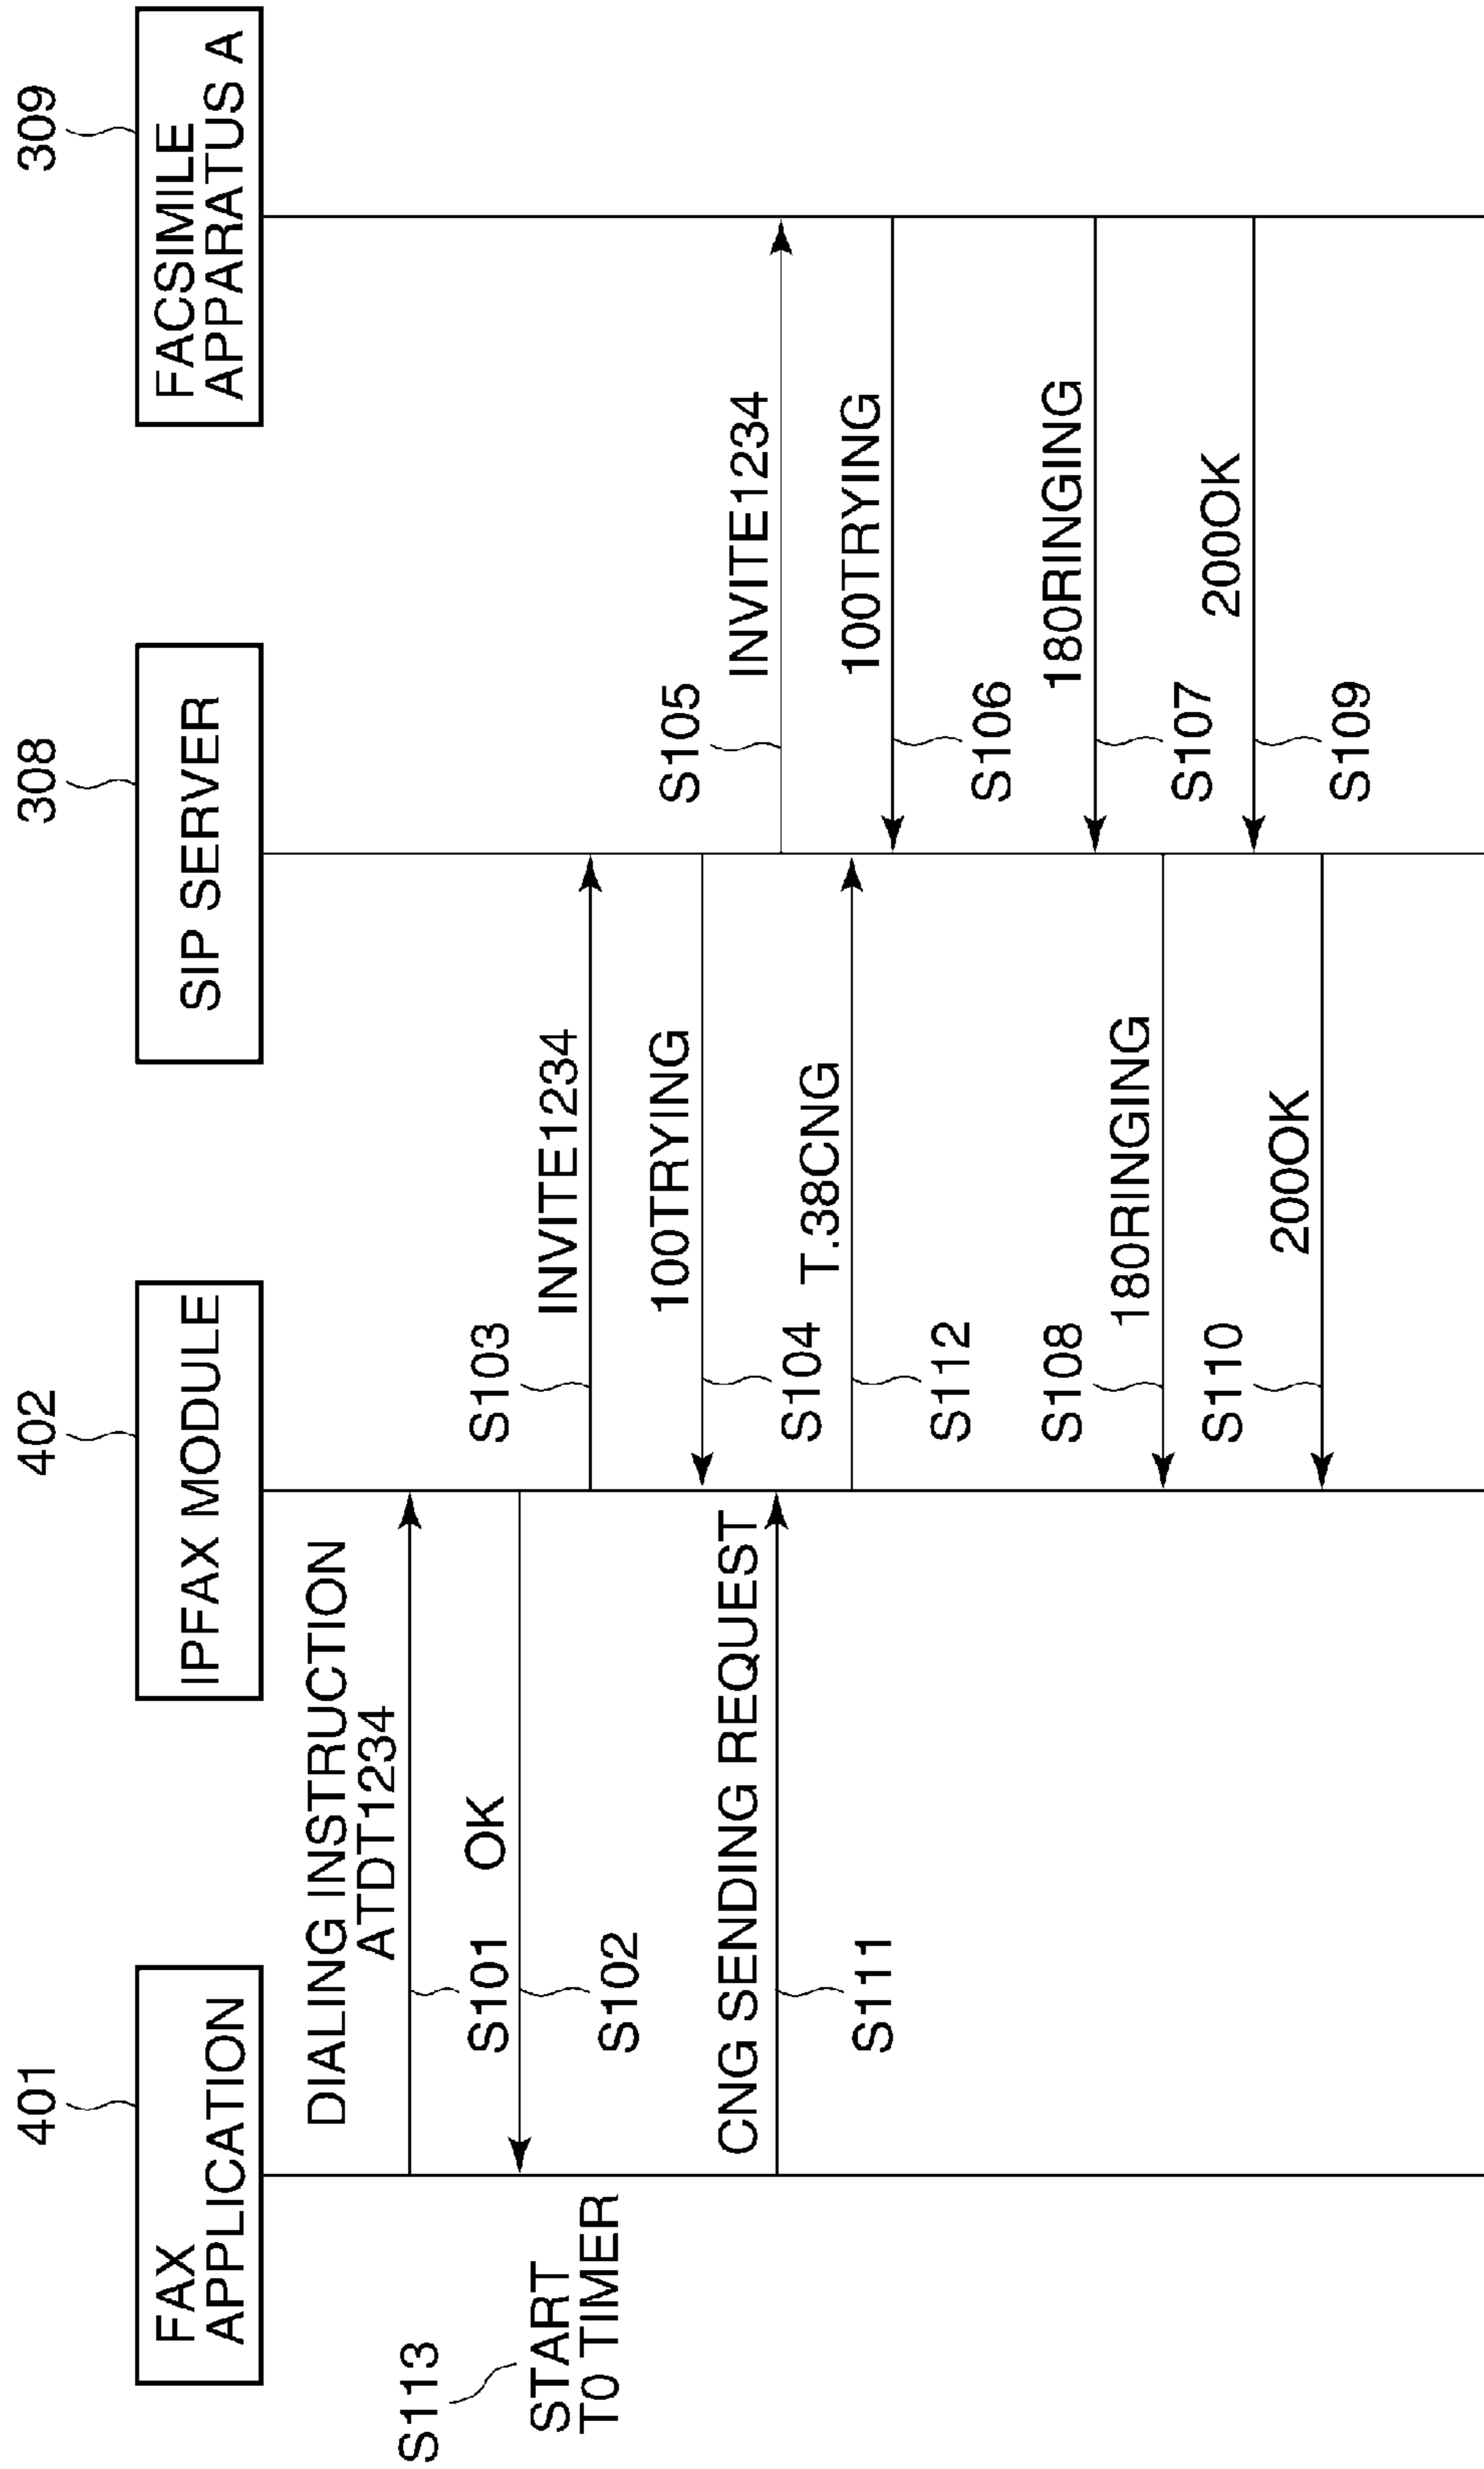 401
402
308
309
FAX
APPLICATION
IPFAX MODULE
SIP SERVER
FACSIMILE
APPARATUS A
DIALING INSTRUCTION
ATDT1234
S101
S113
START
T0 TIMER
OK
S102
S103
INVITE1234
100TRYING
S104
S105
INVITE1234
CNG SENDING REQUEST
S111
T.38CNG
S112
100TRYING
S106
180RINGING
S107
S108
180RINGING
200OK
S109
S110
200OK